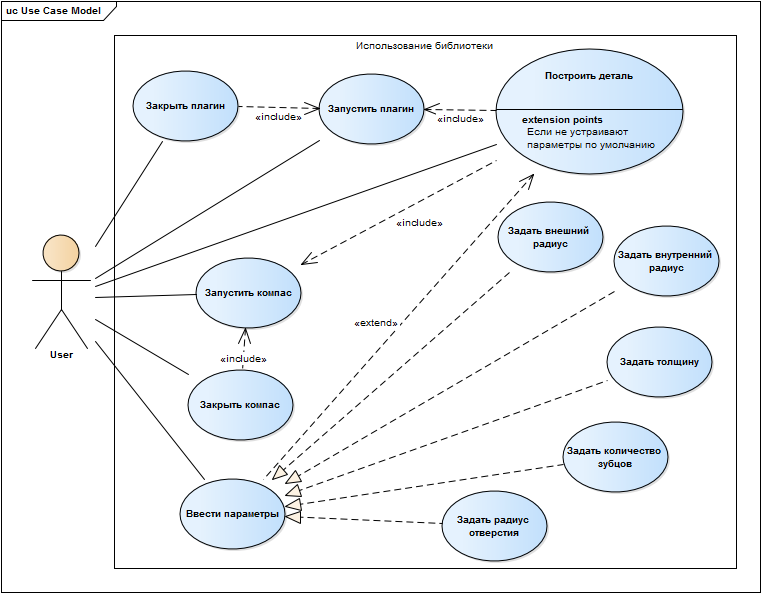 uc Use Case Model
Использование библиотеки
Закрыть плагин
«include»
Запустить плагин
«include»
Построить деталь
extension points
Если не устраивают
параметры по умолчанию
«include»
Задать внешний
радиус
Задать внутренний
радиус
Запустить компас
«extend»
User
«include»
Задать толщину
Закрыть компас
Задать количество
зубцов
Ввести параметры
Задать радиус
отверстия